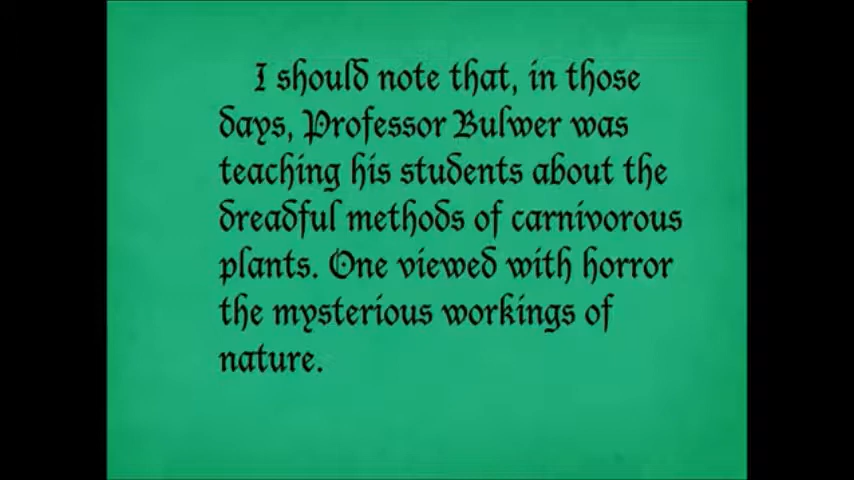 I should note that, in those
days, Professor Bulwer was
teaching his students about the
dreadful methods of carnivorous
plants. One viewed with horror
the mysterious workings of
nature.